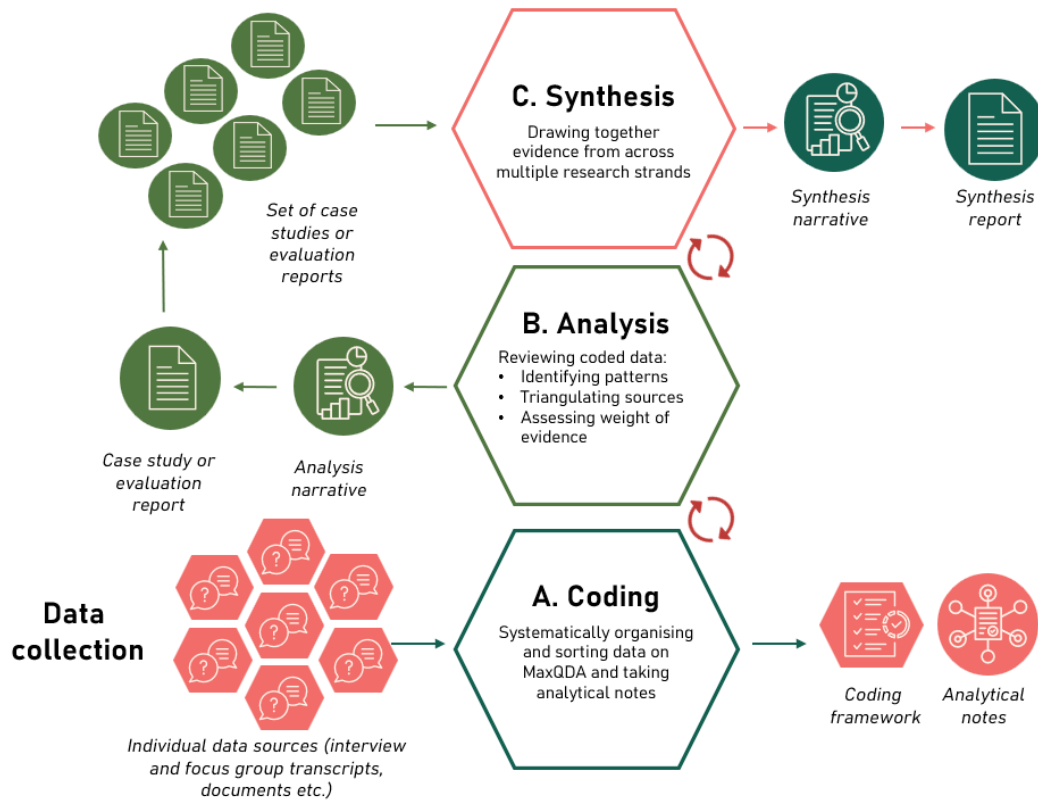 C. Synthesis
Drawing together
evidence from across
multiple research strands
Set of case
studies or
evaluation
reports
Synthesis
narrative
Synthesis
report
B. Analysis
Reviewing coded data:
• Identifying patterns
• Triangulating sources
• Assessing weight of
evidence
Case study or
evaluation
report
Analysis
narrative
Data
collection
? ? ? ? ? ? ?
A. Coding
Systematically organising
and sorting data on
MaxQDA and taking
analytical notes
Coding
framework
Analytical
notes
Individual data sources (interview
and focus group transcripts,
documents etc.)